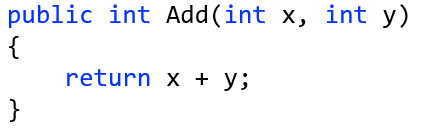 public int Add(int x, int y)
{
    return x + y;
}